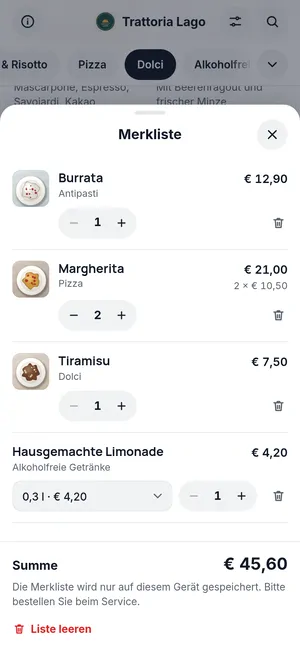 Trattoria Lago
& Risotto
Pizza
Dolci
Alkoholfrei
Mascarpone, Espresso,
Savoiardi, Kakao
Mit Beerenragout und
frischer Minze
Merkliste
Burrata
€ 12,90
Antipasti
1
Margherita
€ 21,00
Pizza
2 × € 10,50
2
Tiramisu
€ 7,50
Dolci
1
Hausgemachte Limonade
€ 4,20
Alkoholfreie Getränke
0,3 l · € 4,20
1
Summe
€ 45,60
Die Merkliste wird nur auf diesem Gerät gespeichert. Bitte
bestellen Sie beim Service.
Liste leeren